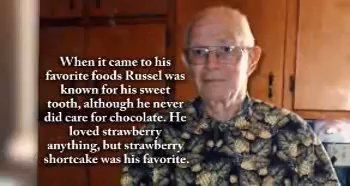 When it came to his
favorite foods Russel was
known for his sweet
tooth, although he never
did care for chocolate. He
loved strawberry
anything, but strawberry
shortcake was his favorite.